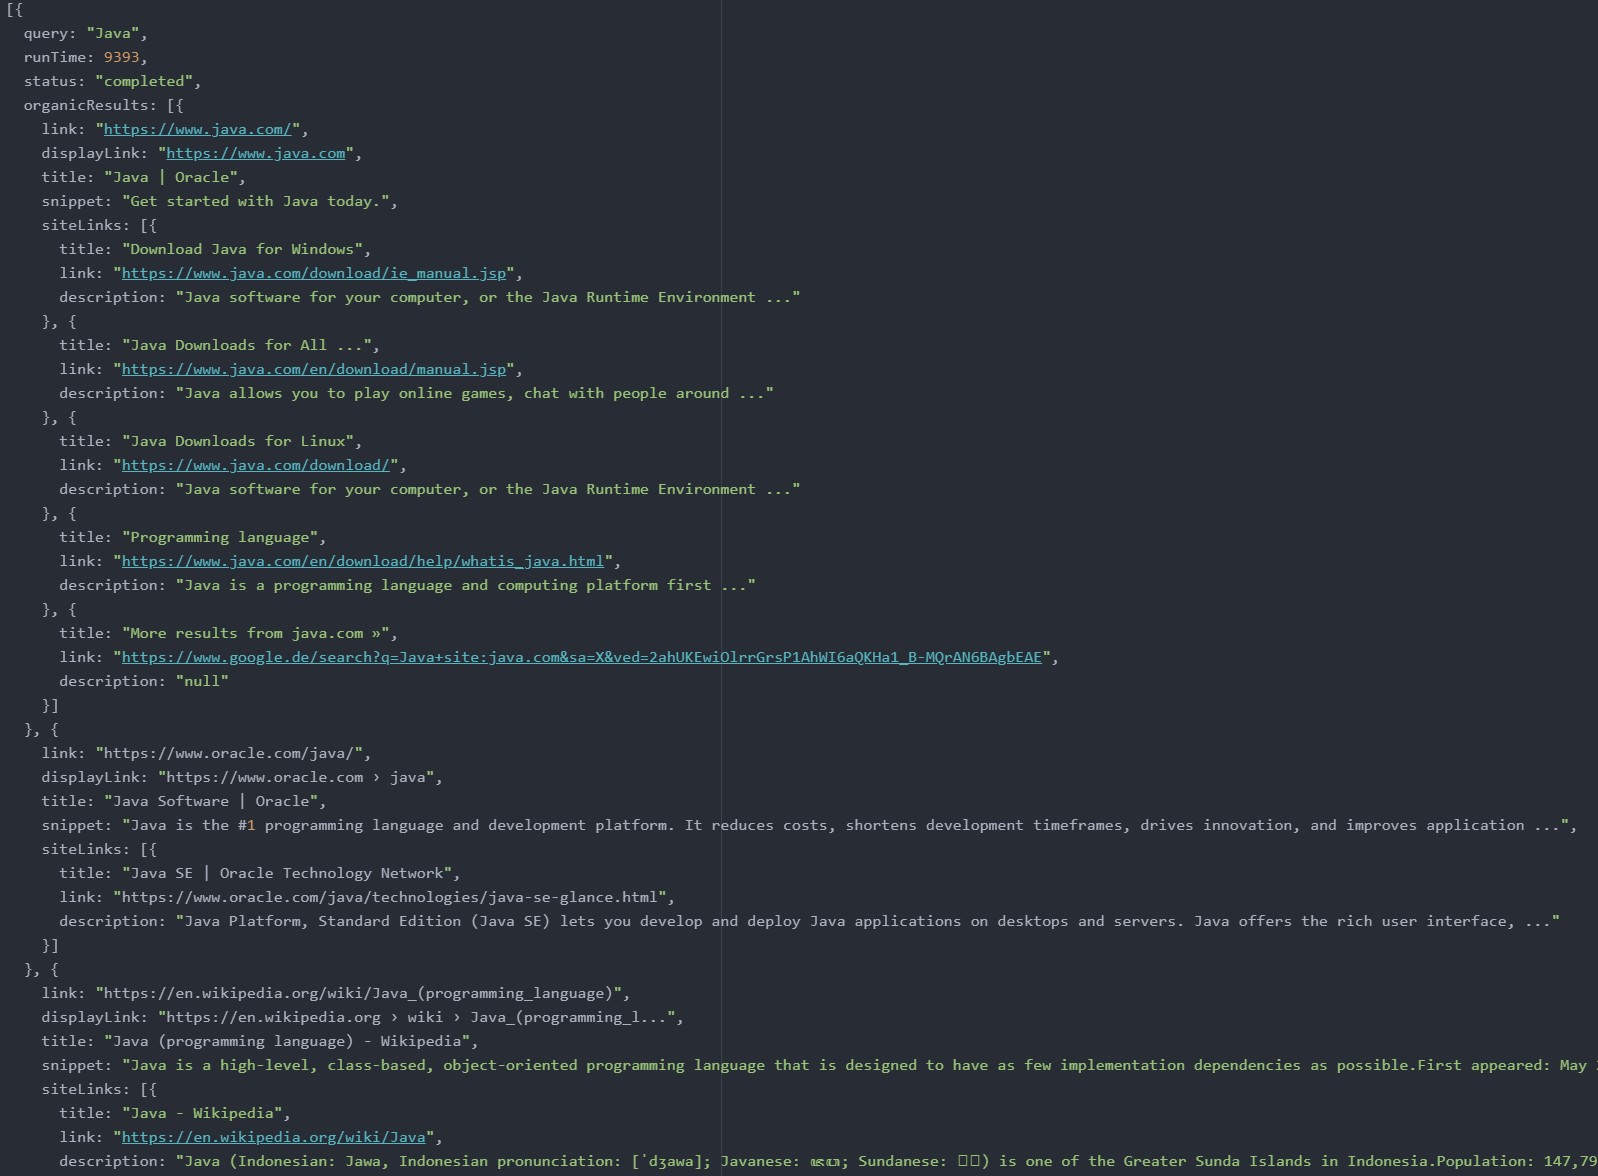 [{
query: "Java",
runTime: 9393,
status: "completed",
organicResults: [{
link: "https://www.java.com/",
displayLink: "https://www.java.com",
title: "Java | Oracle",
snippet: "Get started with Java today.",
siteLinks: [{
title: "Download Java for Windows",
link: "https://www.java.com/download/ie_manual.jsp",
description: "Java software for your computer, or the Java Runtime Environment ..."
}, {
title: "Java Downloads for All ...",
link: "https://www.java.com/en/download/manual.jsp",
description: "Java allows you to play online games, chat with people around ..."
}, {
title: "Java Downloads for Linux",
link: "https://www.java.com/download/",
description: "Java software for your computer, or the Java Runtime Environment ..."
}, {
title: "Programming language",
link: "https://www.java.com/en/download/help/whatis_java.html",
description: "Java is a programming language and computing platform first ..."
}, {
title: "More results from java.com »",
link: "https://www.google.de/search?q=Java+site:java.com&sa=X&ved=2ahUKEwiOlrrGrsP1AhWI6aQKHa1_B-MQrAN6BAgbEAE",
description: "null"
}]
}, {
link: "https://www.oracle.com/java/",
displayLink: "https://www.oracle.com › java",
title: "Java Software | Oracle",
snippet: "Java is the #1 programming language and development platform. It reduces costs, shortens development timeframes, drives innovation, and improves application ...",
siteLinks: [{
title: "Java SE | Oracle Technology Network",
link: "https://www.oracle.com/java/technologies/java-se-glance.html",
description: "Java Platform, Standard Edition (Java SE) lets you develop and deploy Java applications on desktops and servers. Java offers the rich user interface, ..."
}]
}, {
link: "https://en.wikipedia.org/wiki/Java_(programming_language)",
displayLink: "https://en.wikipedia.org › wiki › Java_(programming_l...",
title: "Java (programming language) - Wikipedia",
snippet: "Java is a high-level, class-based, object-oriented programming language that is designed to have as few implementation dependencies as possible.First appeared: May
siteLinks: [{
title: "Java - Wikipedia",
link: "https://en.wikipedia.org/wiki/Java",
description: "Java (Indonesian: Jawa, Indonesian pronunciation: [ˈdʒawa]; Javanese: ; Sundanese: ) is one of the Greater Sunda Islands in Indonesia.Population: 147,79